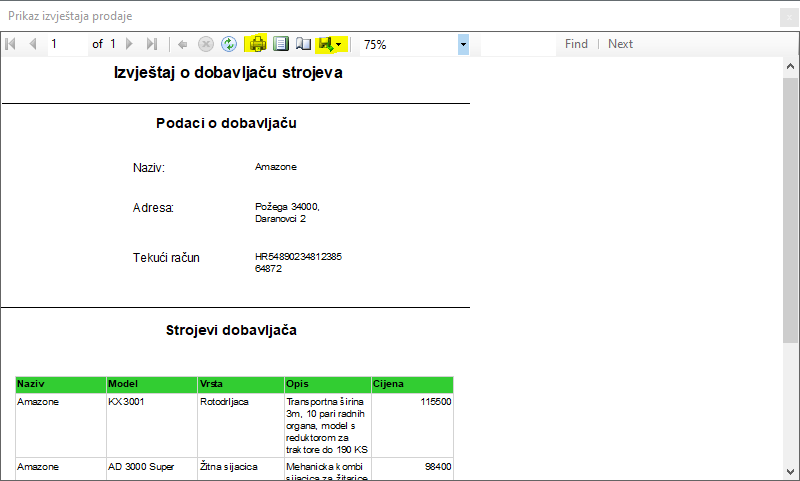 Prikaz izvještaja prodaje
x
1 of 1 75% Find | Next
Izvještaj o dobavljaču strojeva
Podaci o dobavljaču
Naziv: Amazone
Adresa: Požega 34000,
Daranovci 2
Tekući račun HR54890234812385
64872
Strojevi dobavljača
Naziv Model Vrsta Opis Cijena
Amazone KX3001 Rotodrljaca Transportna širina 115500
3m, 10 pari radnih
organa, model s
reduktorom za
traktore do 190 KS
Amazone AD 3000 Super Žitna sijacica Mehanicka kombi 98400
sijacica za žitarice